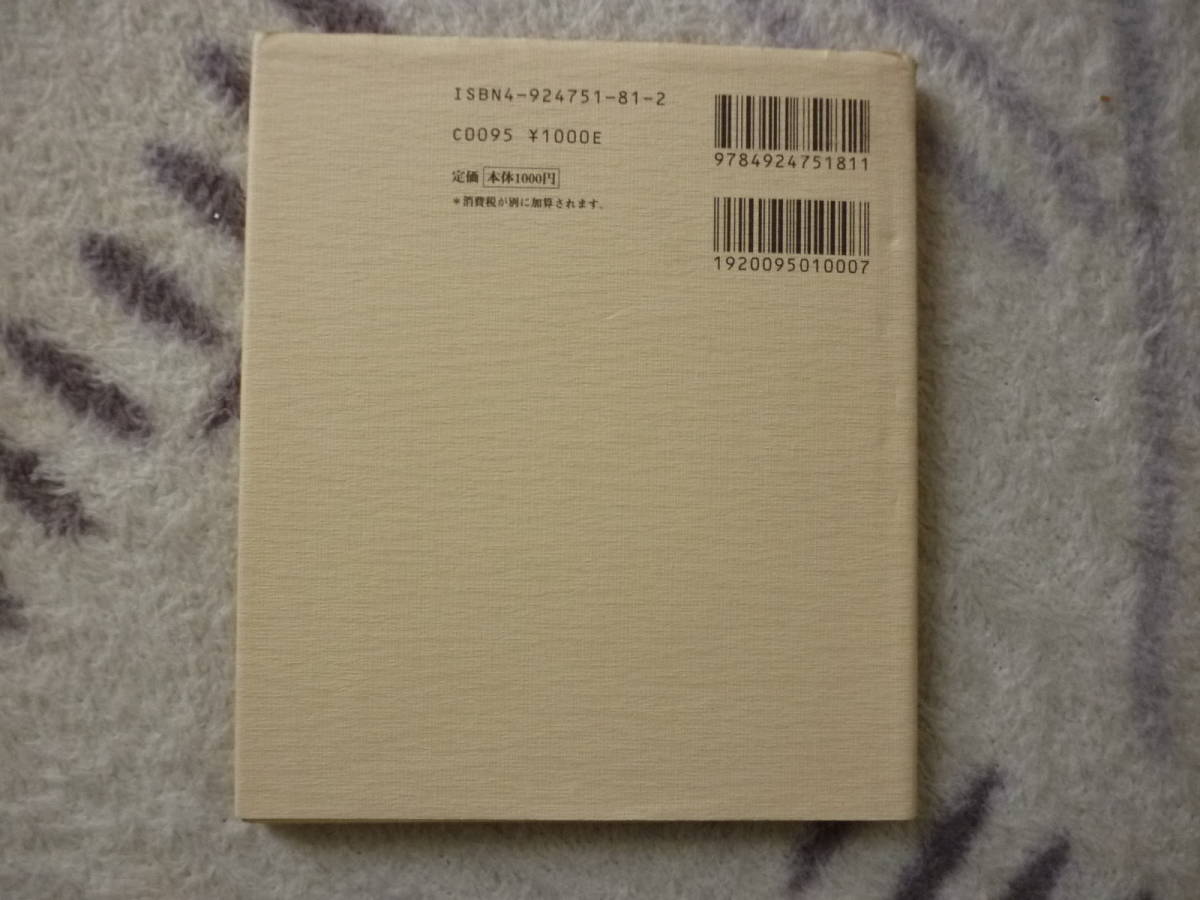 ISBN4-924751-81-2
C0095 ¥1000E
定価 本体1000円
＊消費税が別に加算されます。
9784924751811
1920095010007